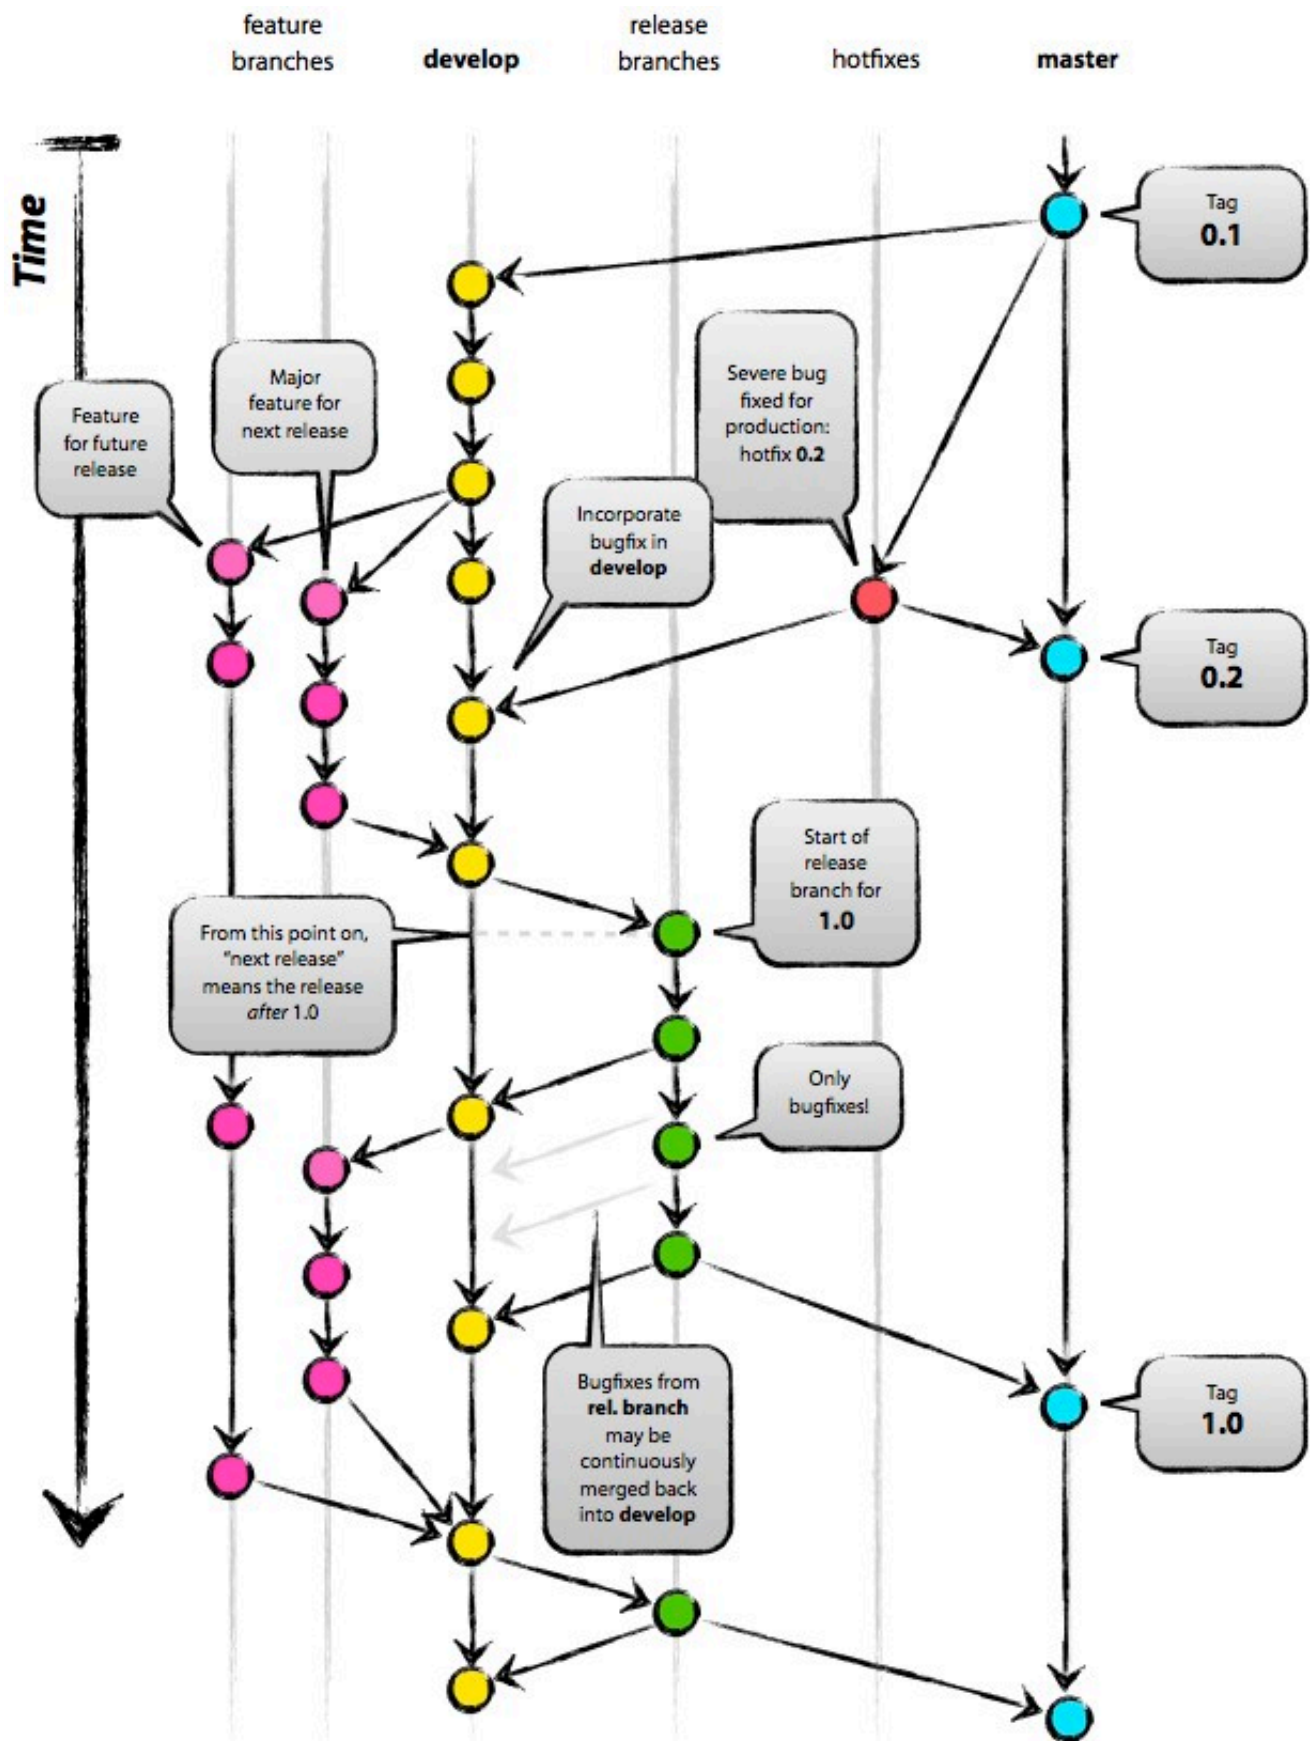 feature
branches
develop
release
branches
hotfixes
master
Time
Tag
0.1
Major
feature for
next release
Feature
for future
release
Severe bug
fixed for
production:
hotfix 0.2
Incorporate
bugfix in
develop
Tag
0.2
Start of
release
branch for
1.0
From this point on,
“next release”
means the release
after 1.0
Only
bugfixes!
Bugfixes from
rel. branch
may be
continuously
merged back
into develop
Tag
1.0